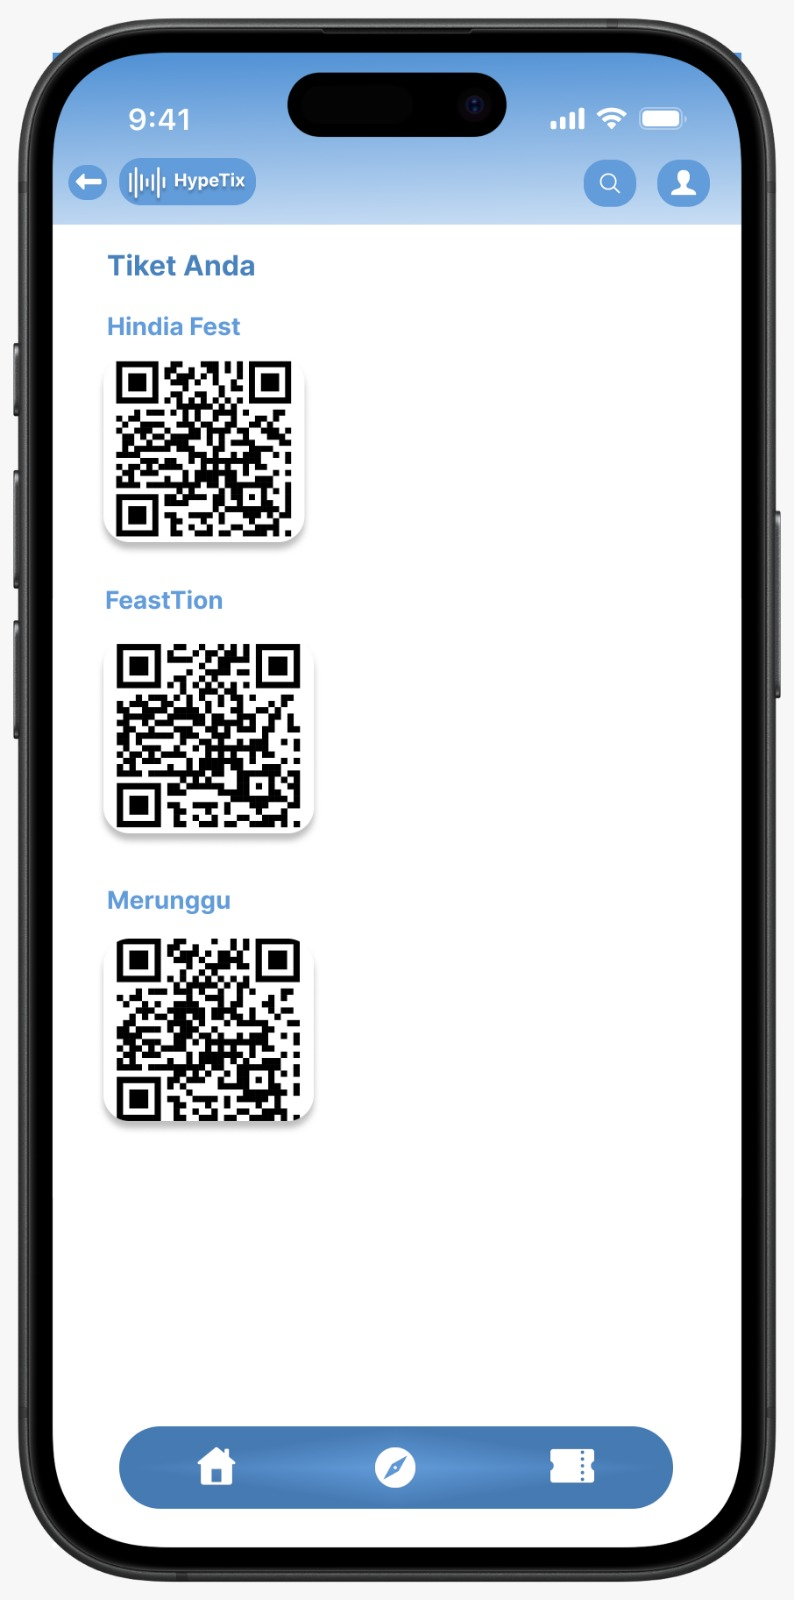 9:41
HypeTix
Tiket Anda
Hindia Fest
FeastTion
Merunggu